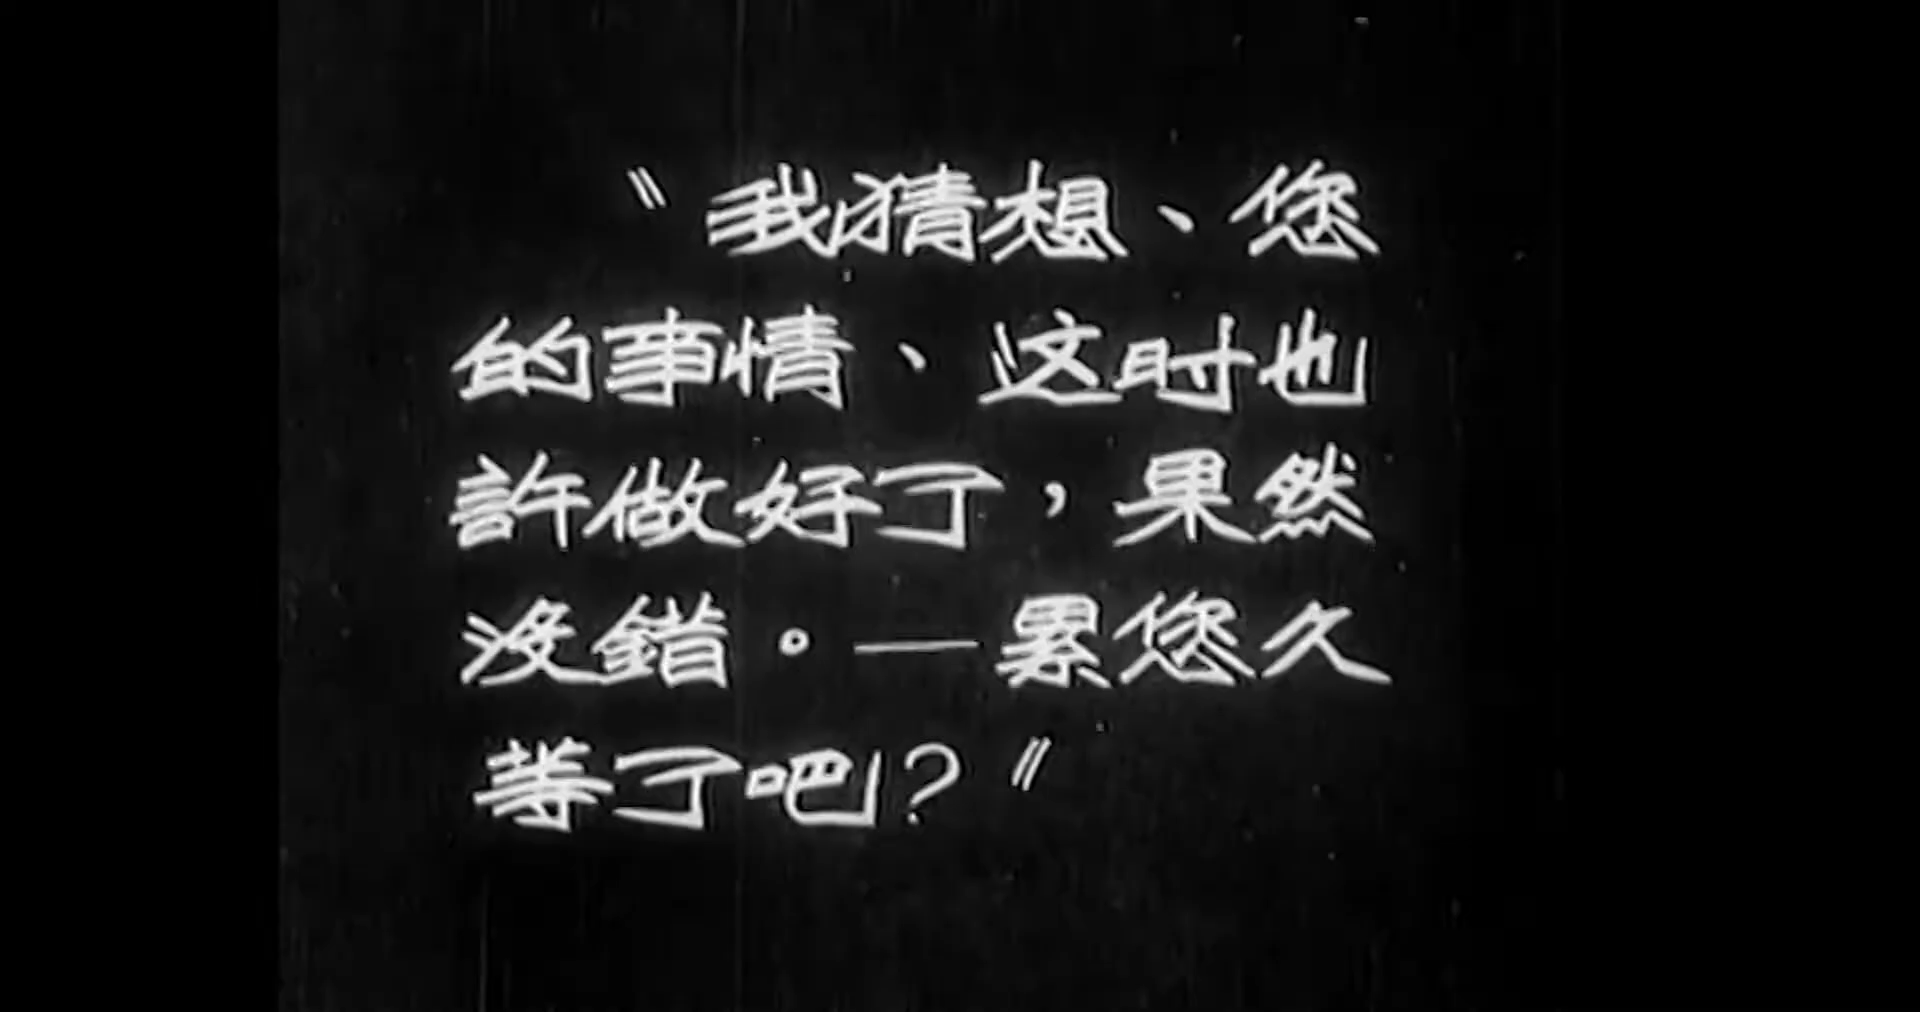 〝我猜想、您
的事情、这时也
許做好了，果然
没錯。—累您久
等了吧？〞